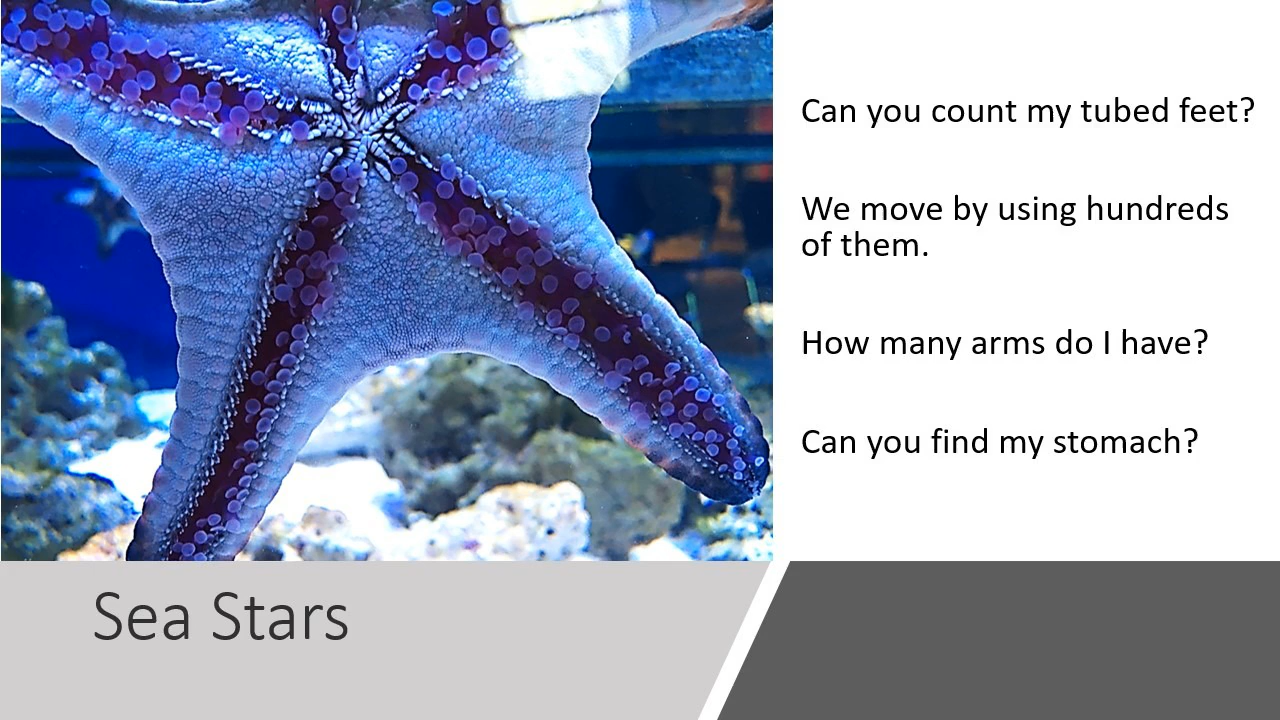 Can you count my tubed feet?
We move by using hundreds
of them.
How many arms do I have?
Can you find my stomach?
Sea Stars